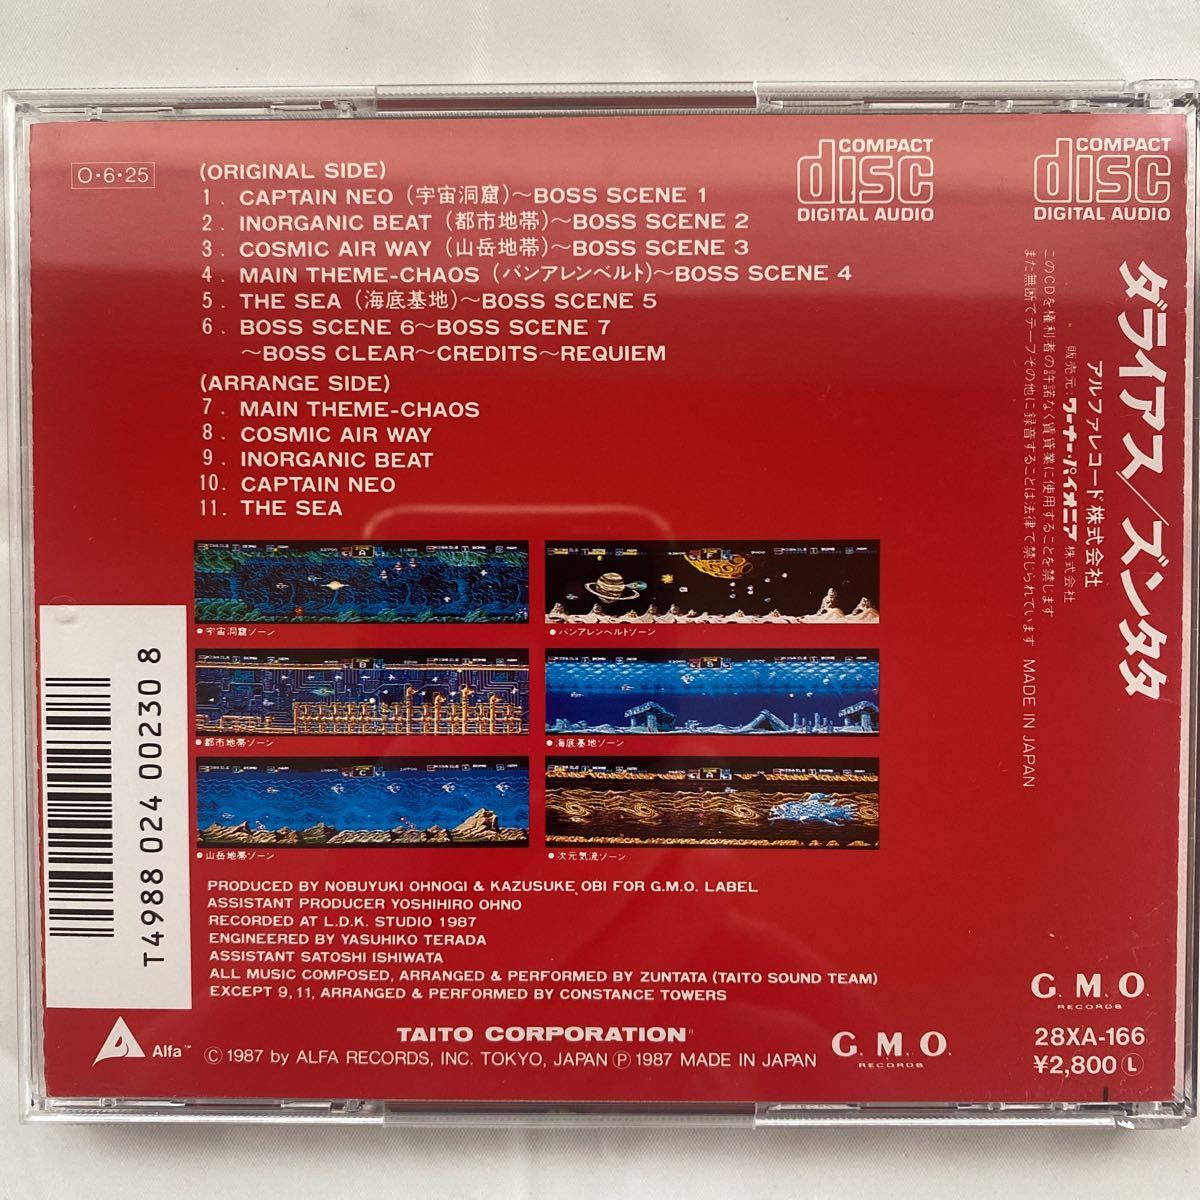 O・6・25
(ORIGINAL SIDE)
1. CAPTAIN NEO (宇宙洞窟)〜BOSS SCENE 1
2. INORGANIC BEAT (都市地帯)〜BOSS SCENE 2
3. COSMIC AIR WAY (山岳地帯)〜BOSS SCENE 3
4. MAIN THEME-CHAOS (バンアレンベルト)〜BOSS SCENE 4
5. THE SEA (海底基地)〜BOSS SCENE 5
6. BOSS SCENE 6〜BOSS SCENE 7
〜BOSS CLEAR〜CREDITS〜REQUIEM
(ARRANGE SIDE)
7. MAIN THEME-CHAOS
8. COSMIC AIR WAY
9. INORGANIC BEAT
10. CAPTAIN NEO
11. THE SEA
COMPACT
disc
DIGITAL AUDIO
COMPACT
disc
DIGITAL AUDIO
ダライアス/ズンタタ
アルファレコード株式会社
販売元:ワーナー・パイオニア株式会社
このCDを権利者の許諾なく賃貸業に使用することを禁じます
また無断でテープその他に録音することは法律で禁じられています MADE IN JAPAN
●宇宙洞窟ゾーン
●バンアレンベルトゾーン
●都市地帯ゾーン
●海底基地ゾーン
●山岳地帯ゾーン
●次元気流ゾーン
T4988 024 00230 8
PRODUCED BY NOBUYUKI OHNOGI & KAZUSUKE OBI FOR G.M.O. LABEL
ASSISTANT PRODUCER YOSHIHIRO OHNO
RECORDED AT L.D.K. STUDIO 1987
ENGINEERED BY YASUHIKO TERADA
ASSISTANT SATOSHI ISHIWATA
ALL MUSIC COMPOSED, ARRANGED & PERFORMED BY ZUNTATA (TAITO SOUND TEAM)
EXCEPT 9, 11, ARRANGED & PERFORMED BY CONSTANCE TOWERS
TAITO CORPORATION
Alfa™
Ⓒ1987 by ALFA RECORDS, INC. TOKYO, JAPAN Ⓟ 1987 MADE IN JAPAN
G.M.O.
RECORDS
G.M.O.
RECORDS
28XA-166
¥2,800 Ⓛ